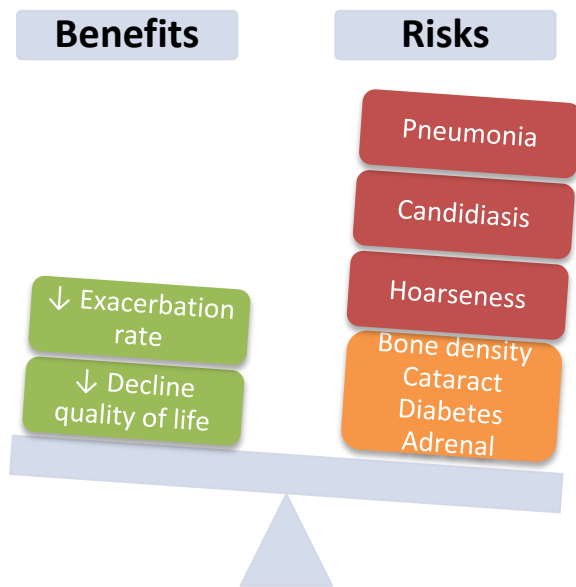 Benefits
Risks
Pneumonia
Candidiasis
Hoarseness
Bone density
Cataract
Diabetes
Adrenal
↓ Exacerbation
rate
↓ Decline
quality of life